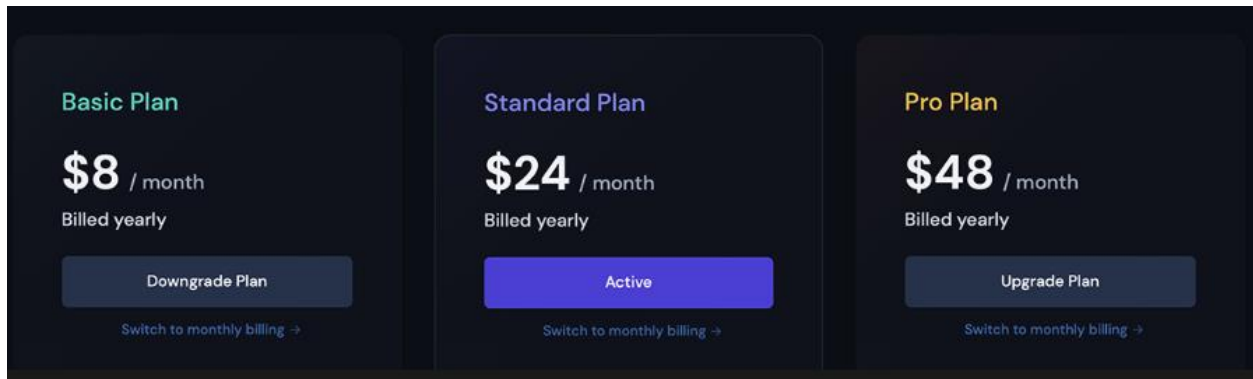 Basic Plan
$8 / month
Billed yearly
Downgrade Plan
Switch to monthly billing →
Standard Plan
$24 / month
Billed yearly
Active
Switch to monthly billing →
Pro Plan
$48 / month
Billed yearly
Upgrade Plan
Switch to monthly billing →